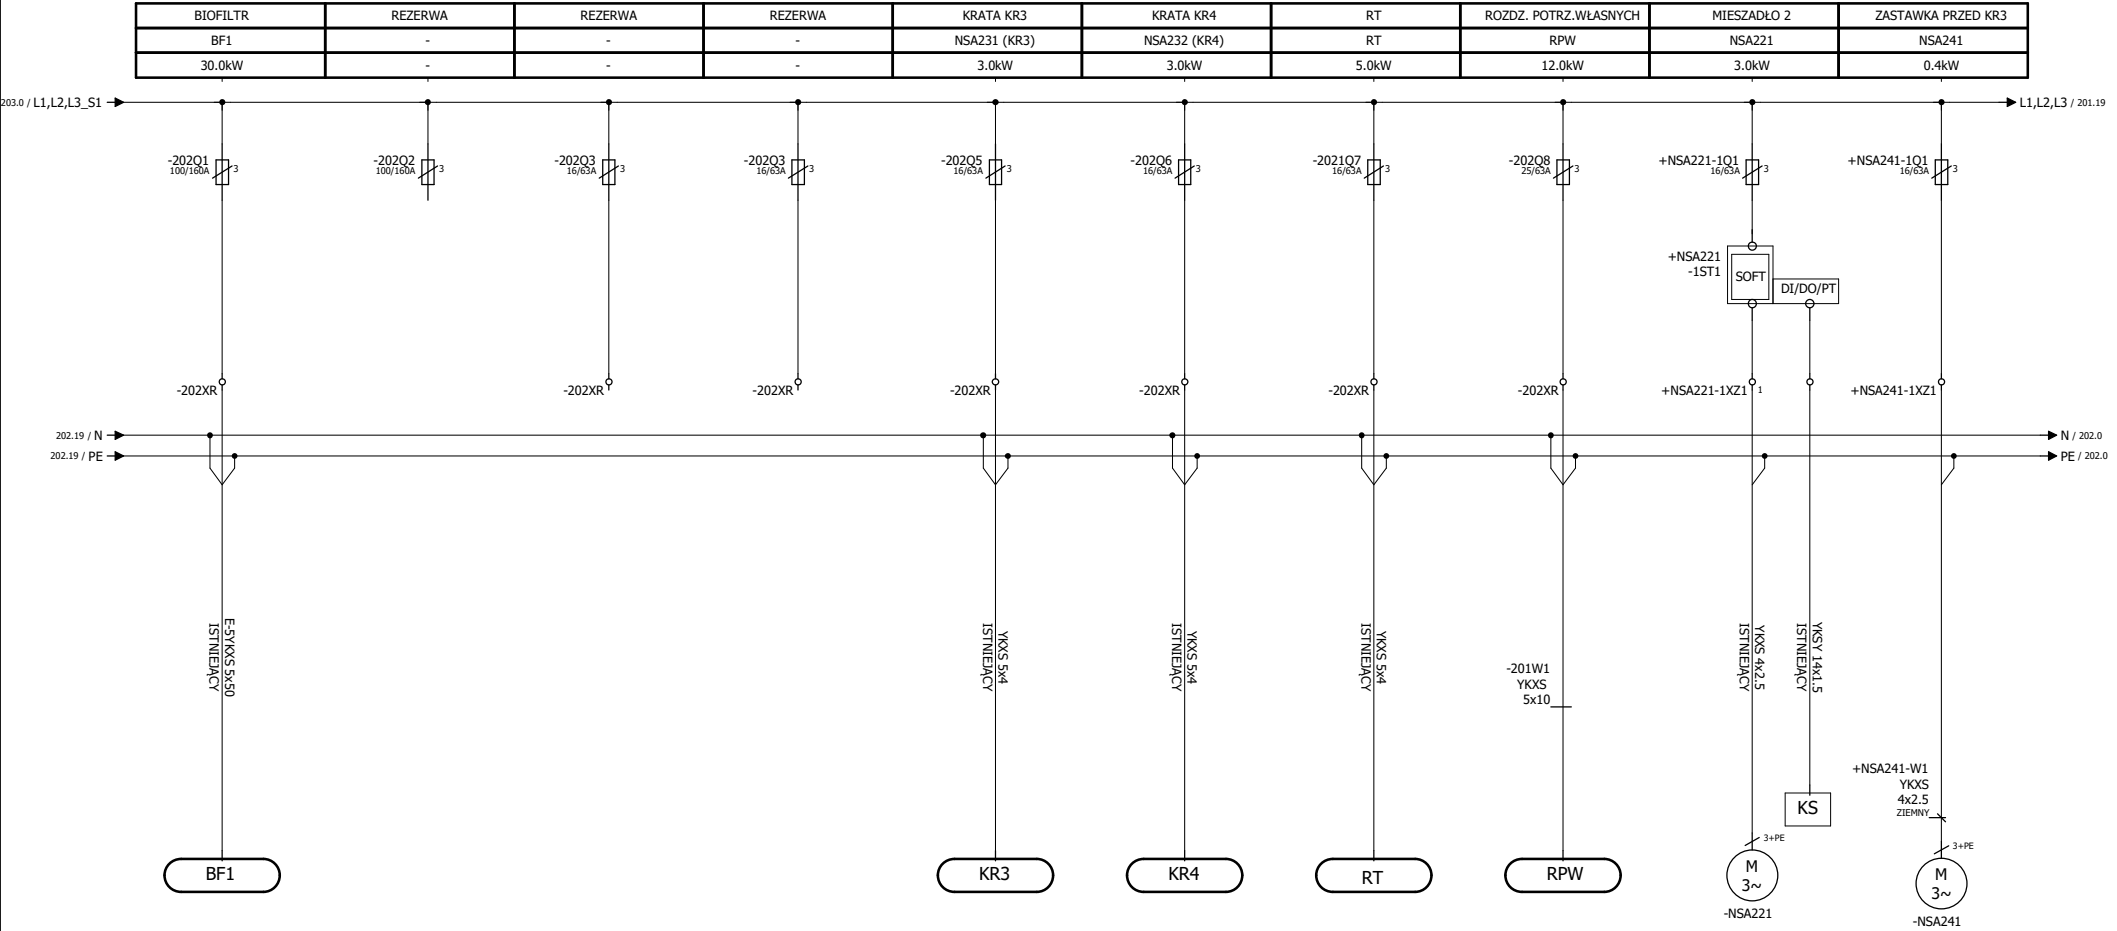 BIOFILTR REZERWA REZERWA REZERWA KRATA KR3 KRATA KR4 RT ROZDZ. POTRZ.WŁASNYCH MIESZADŁO 2 ZASTAWKA PRZED KR3
BF1 - - - NSA231 (KR3) NSA232 (KR4) RT RPW NSA221 NSA241
30.0kW - - - 3.0kW 3.0kW 5.0kW 12.0kW 3.0kW 0.4kW
203.0 / L1,L2,L3_S1
L1,L2,L3 / 201.19
-202Q1
100/160A
3
-202Q2
100/160A
3
-202Q3
16/63A
3
-202Q3
16/63A
3
-202Q5
16/63A
3
-202Q6
16/63A
3
-2021Q7
16/63A
3
-202Q8
25/63A
3
+NSA221-1Q1
16/63A
3
+NSA241-1Q1
16/63A
3
+NSA221
-1ST1
SOFT
DI/DO/PT
-202XR
-202XR
-202XR
-202XR
-202XR
-202XR
-202XR
+NSA221-1XZ1
1
+NSA241-1XZ1
202.19 / N
N / 202.0
202.19 / PE
PE / 202.0
E-5YKXS 5x50
ISTNIEJĄCY
YKXS 5x4
ISTNIEJĄCY
YKXS 5x4
ISTNIEJĄCY
YKXS 5x4
ISTNIEJĄCY
-201W1
YKXS
5x10
YKXS 4x2.5
ISTNIEJĄCY
YKSY 14x1.5
ISTNIEJĄCY
+NSA241-W1
YKXS
4x2.5
ZIEMNY
KS
3+PE
3+PE
BF1
KR3
KR4
RT
RPW
M
3~
-NSA221
M
3~
-NSA241